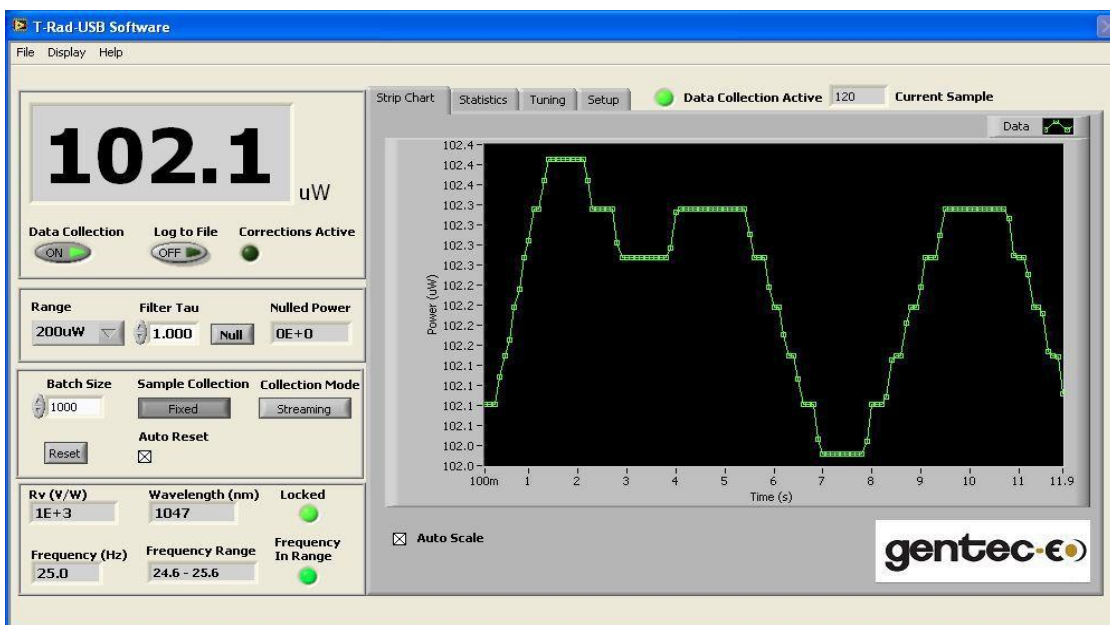 T-Rad-USB Software
File Display Help
102.1
uW
Data Collection Log to File Corrections Active
ON OFF
Range Filter Tau Nulled Power
200uW 1.000 Null 0E+0
Batch Size Sample Collection Collection Mode
1000 Fixed Streaming
Auto Reset
Reset
Rv (V/W) Wavelength (nm) Locked
1E+3 1047
Frequency (Hz) Frequency Range Frequency In Range
25.0 24.6 - 25.6
Strip Chart Statistics Tuning Setup Data Collection Active 120 Current Sample
Data
102.4
102.4
102.4
102.3
102.3
102.3
102.3
102.2
102.2
102.2
102.2
102.1
102.1
102.1
102.0
102.0
102.0
Power (uW)
100m 1 2 3 4 5 6 7 8 9 10 11 11.9
Time (s)
Auto Scale
gentec-eo